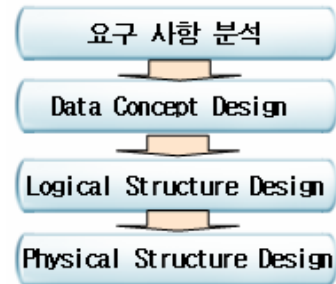 요구 사항 분석
Data Concept Design
Logical Structure Design
Physical Structure Design